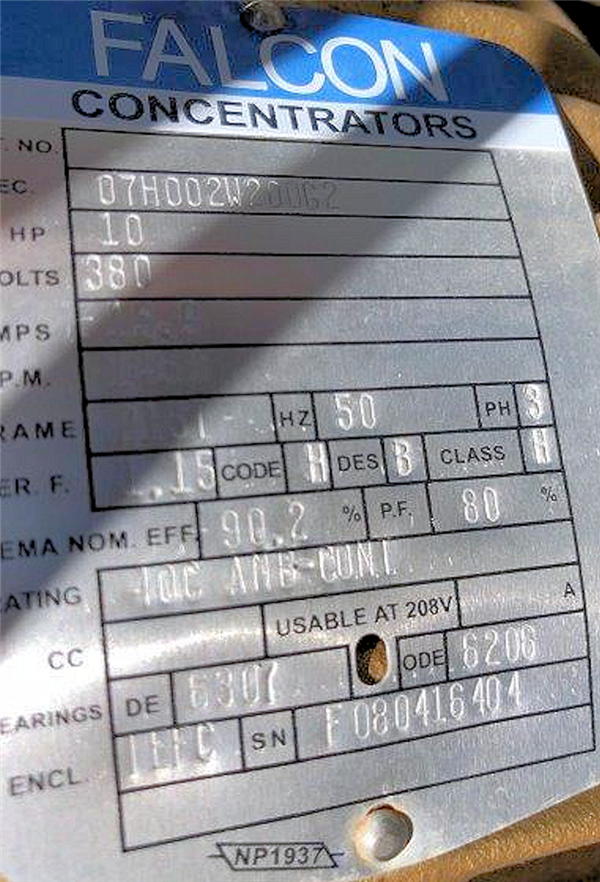 FALCON
CONCENTRATORS
T. NO.
EC. 07H002W200G2
HP 10
OLTS 380
MPS
P.M.
RAME HZ 50 PH 3
ER. F. 1.15 CODE H DES B CLASS H
EMA NOM. EFF. 90.2 % P.F. 80 %
ATING 40C AMB-CONT
CC USABLE AT 208V A
EARINGS DE 6307 ODE 6206
ENCL. TEFC SN F080416404
NP1937